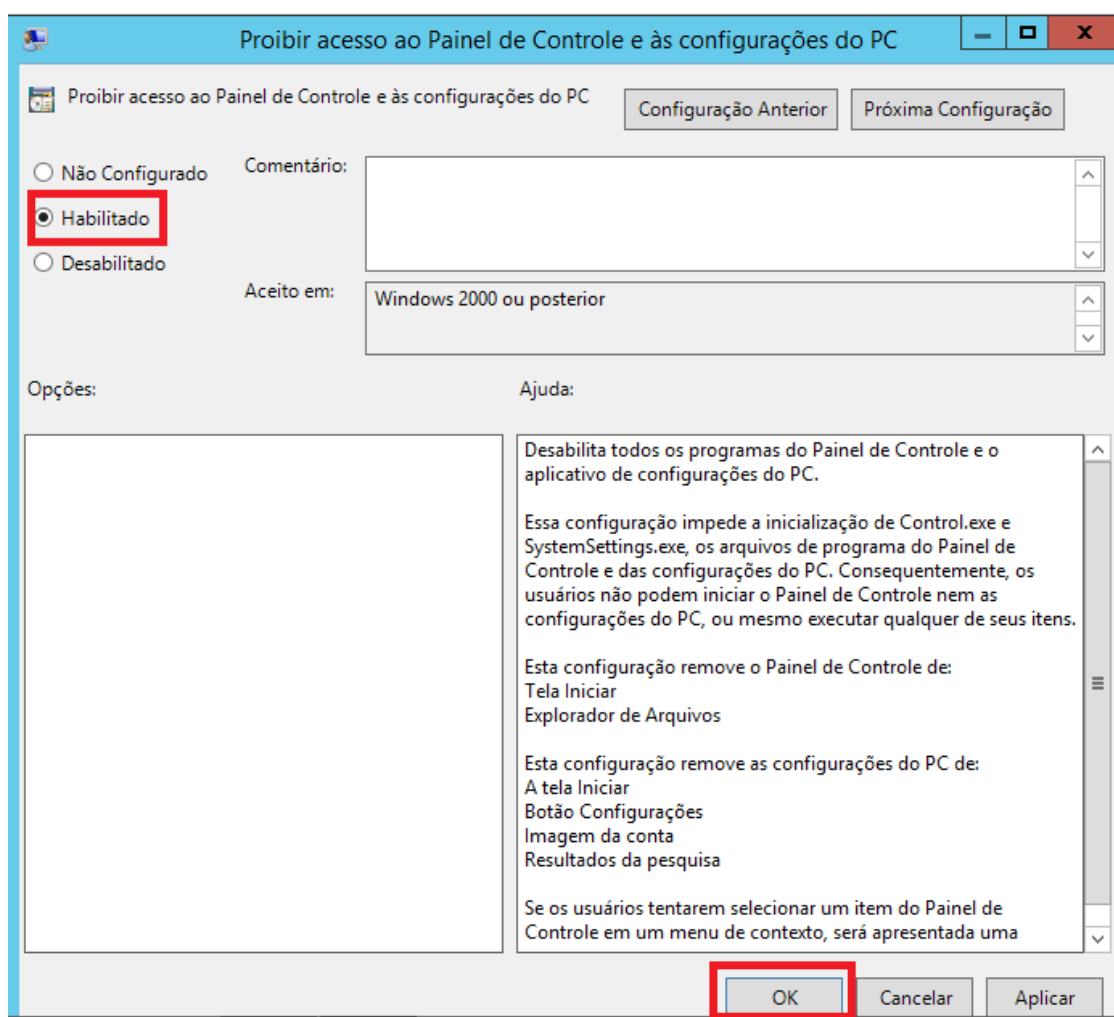 Proibir acesso ao Painel de Controle e às configurações do PC
Proibir acesso ao Painel de Controle e às configurações do PC
Configuração Anterior
Próxima Configuração
Não Configurado
Comentário:
Habilitado
Desabilitado
Aceito em:
Windows 2000 ou posterior
Opções:
Ajuda:
Desabilita todos os programas do Painel de Controle e o
aplicativo de configurações do PC.
Essa configuração impede a inicialização de Control.exe e
SystemSettings.exe, os arquivos de programa do Painel de
Controle e das configurações do PC. Consequentemente, os
usuários não podem iniciar o Painel de Controle nem as
configurações do PC, ou mesmo executar qualquer de seus itens.
Esta configuração remove o Painel de Controle de:
Tela Iniciar
Explorador de Arquivos
Esta configuração remove as configurações do PC de:
A tela Iniciar
Botão Configurações
Imagem da conta
Resultados da pesquisa
Se os usuários tentarem selecionar um item do Painel de
Controle em um menu de contexto, será apresentada uma
OK
Cancelar
Aplicar